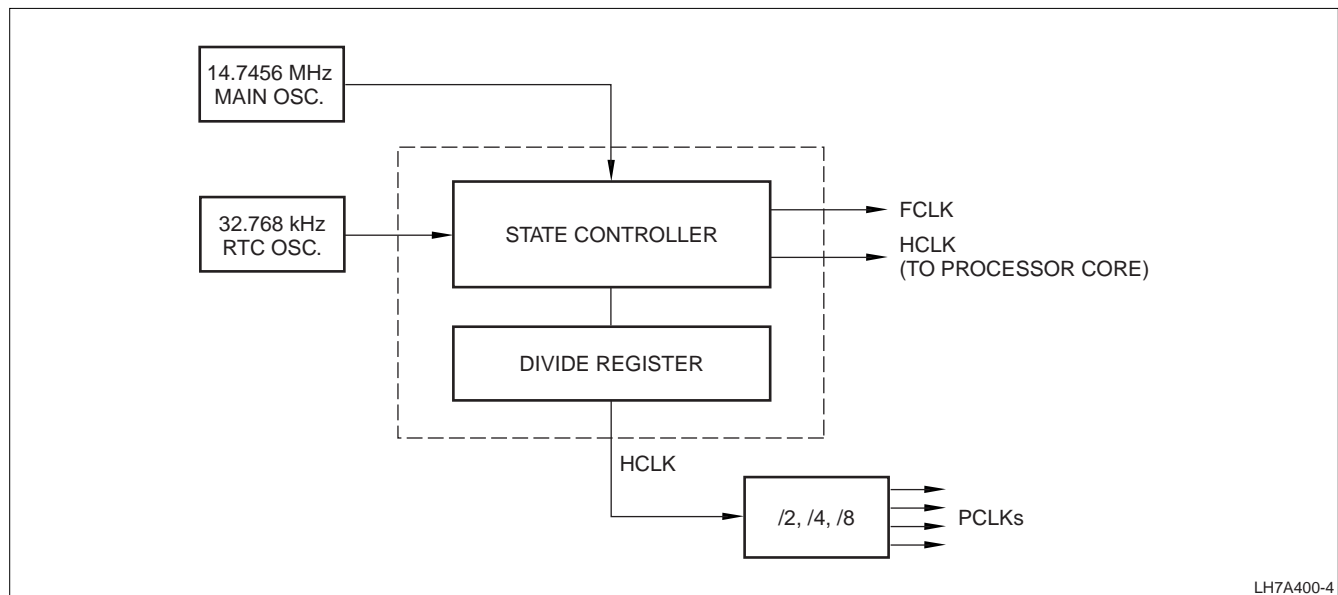 14.7456 MHz
MAIN OSC.
32.768 kHz
RTC OSC.
STATE CONTROLLER
FCLK
HCLK
(TO PROCESSOR CORE)
DIVIDE REGISTER
HCLK
/2, /4, /8
PCLKs
LH7A400-4